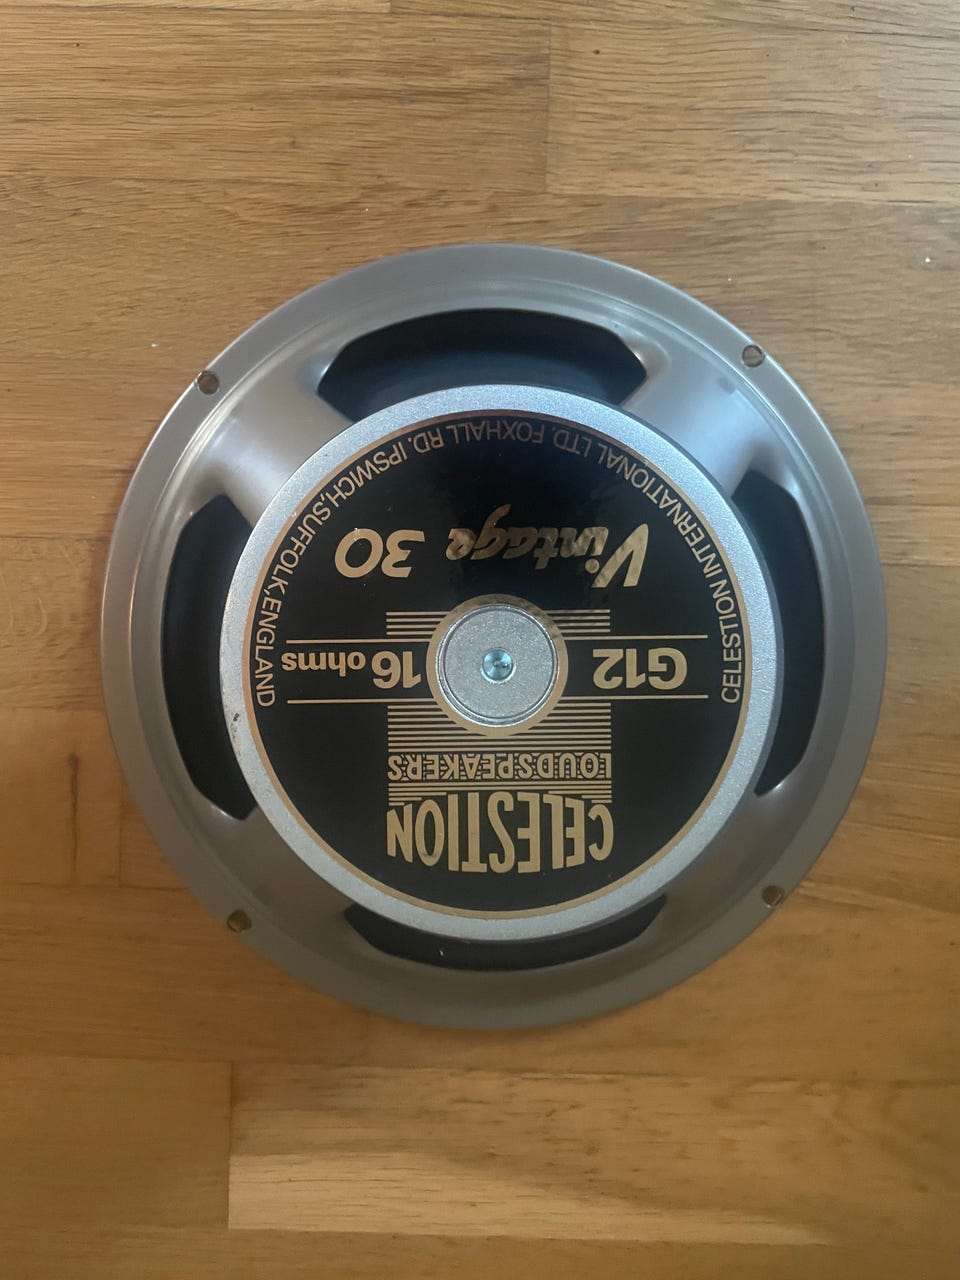 CELESTION
LOUDSPEAKERS
G12 16 ohms
Vintage 30
CELESTION INTERNATIONAL LTD. FOXHALL RD. IPSWICH, SUFFOLK, ENGLAND